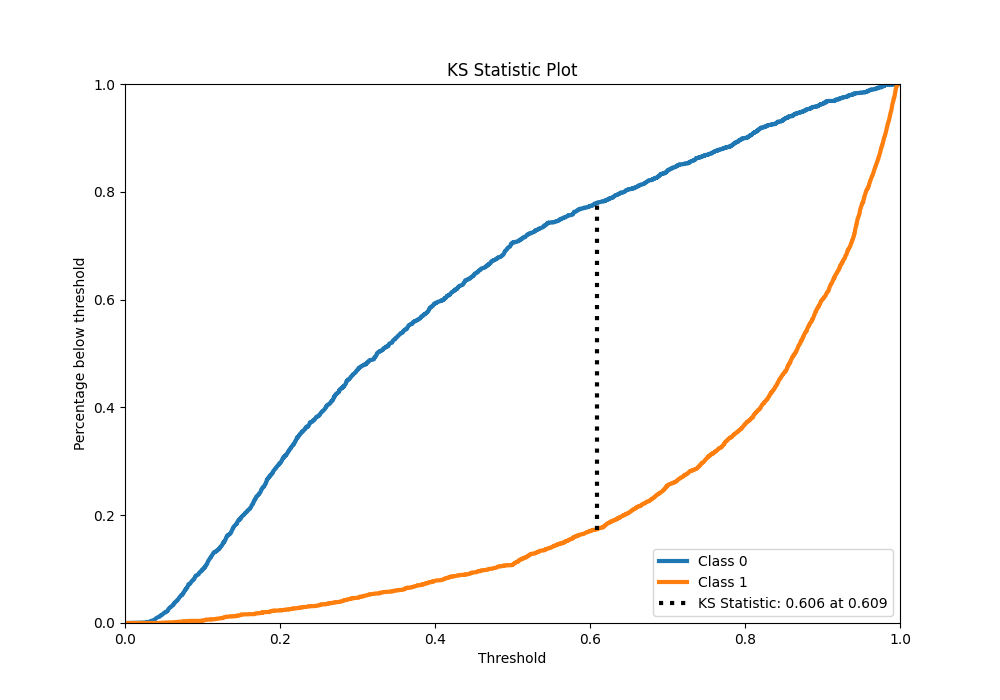 KS Statistic Plot
1.0
0.8
0.6
0.4
0.2
0.0
Percentage below threshold
0.0 0.2 0.4 0.6 0.8 1.0
Threshold
Class 0
Class 1
KS Statistic: 0.606 at 0.609